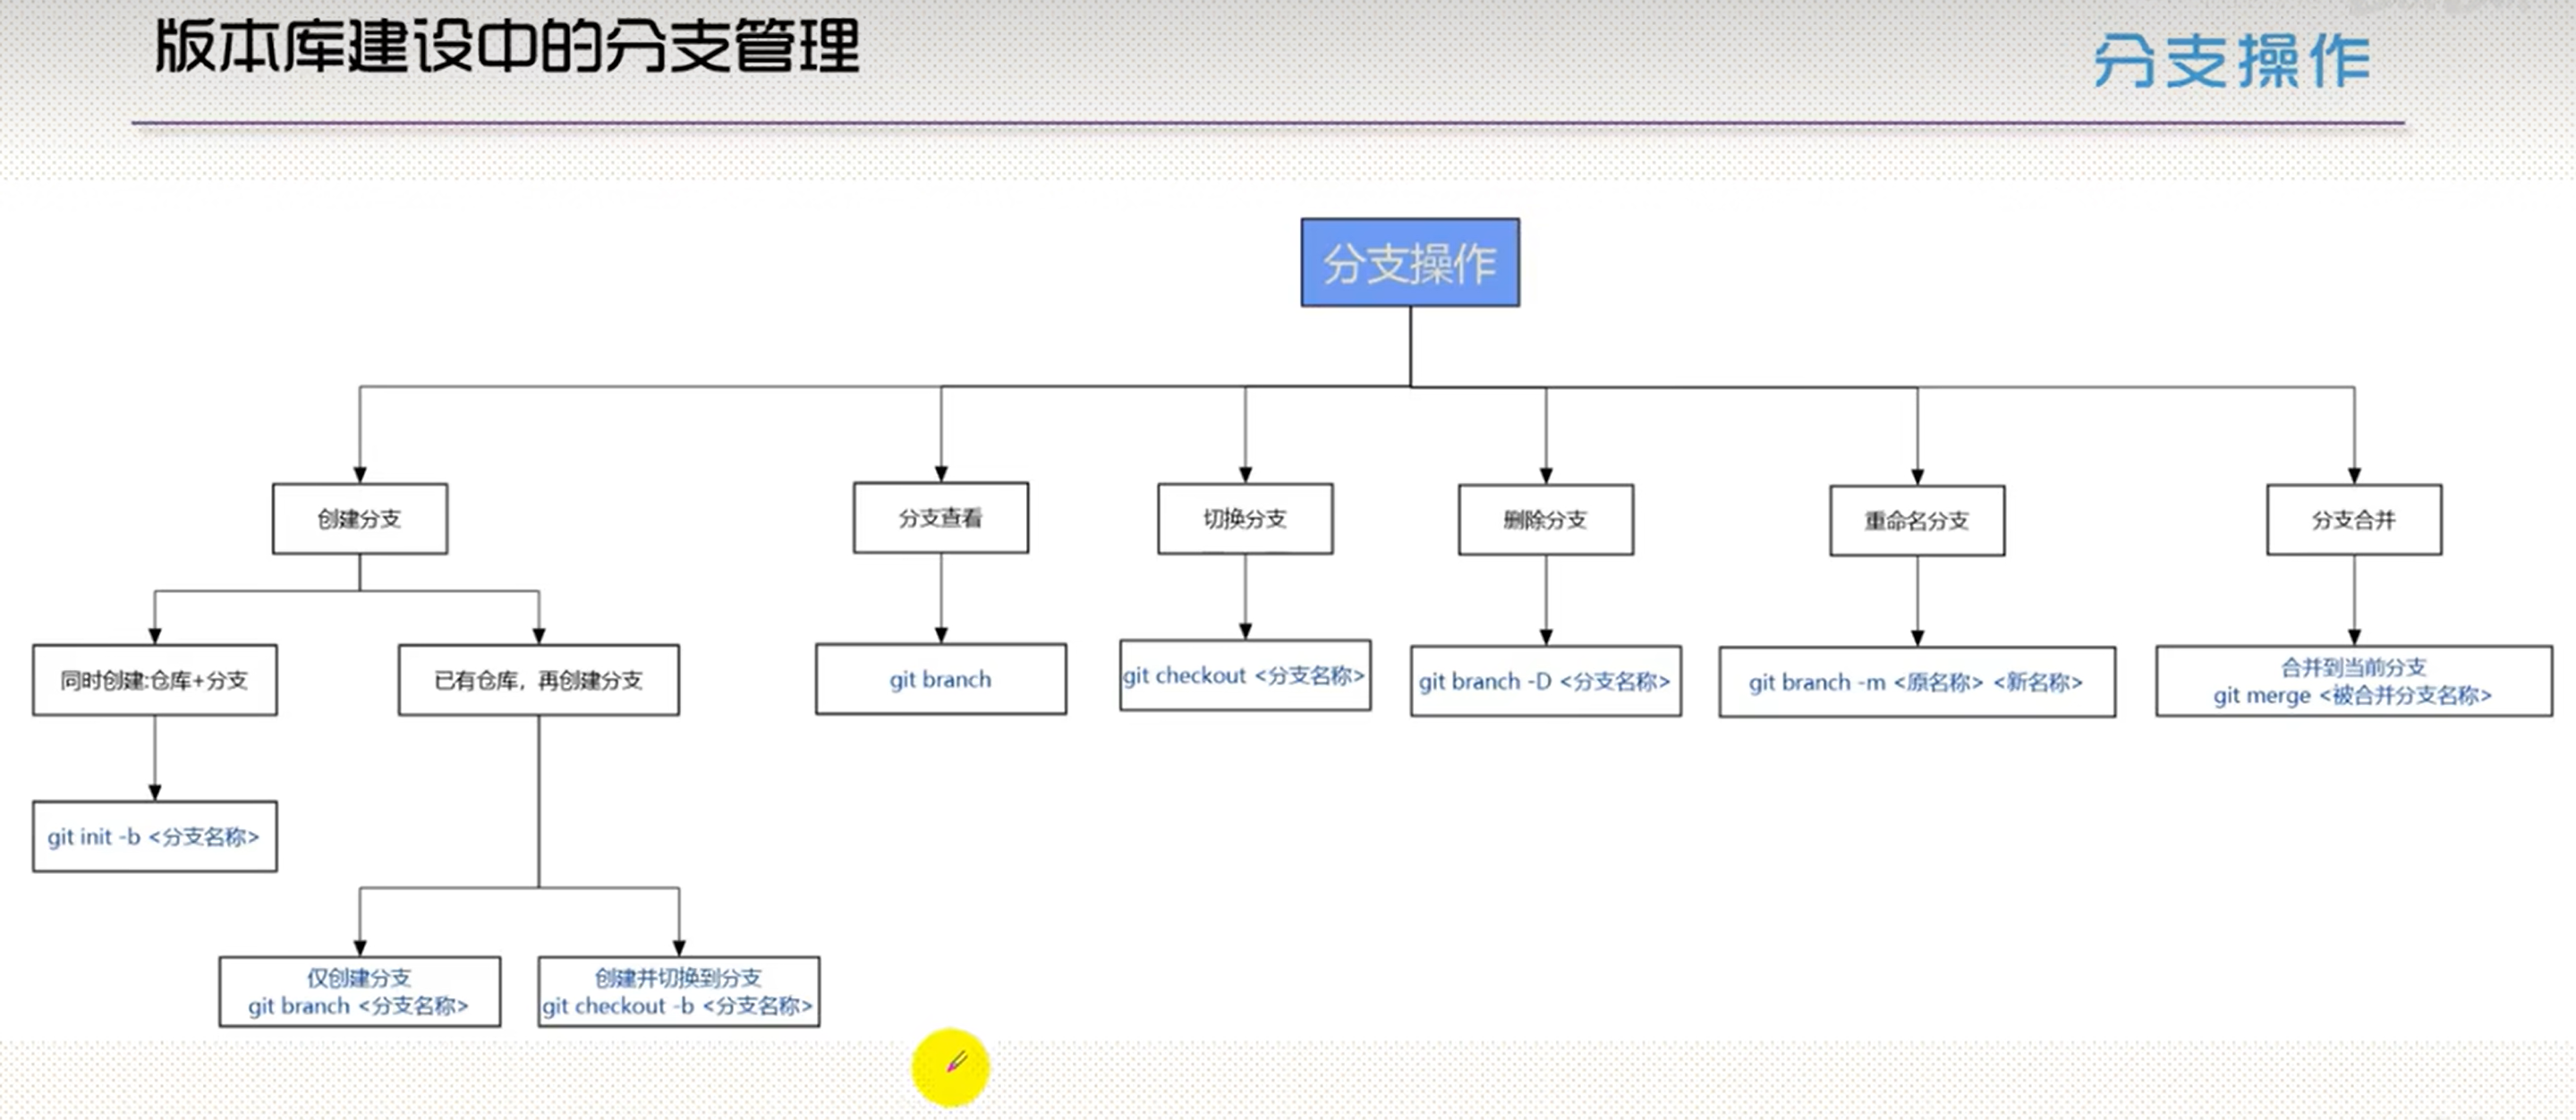 版本库建设中的分支管理
分支操作
分支操作
创建分支
分支查看
切换分支
删除分支
重命名分支
分支合并
同时创建:仓库+分支
已有仓库，再创建分支
git branch
git checkout <分支名称>
git branch -D <分支名称>
git branch -m <原名称> <新名称>
合并到当前分支
git merge <被合并分支名称>
git init -b <分支名称>
仅创建分支
git branch <分支名称>
创建并切换到分支
git checkout -b <分支名称>